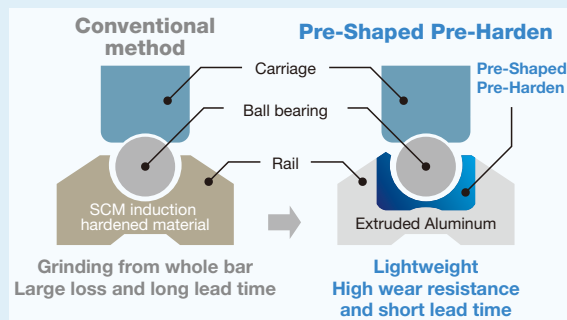 Conventional
method
Pre-Shaped Pre-Harden
Carriage
Pre-Shaped
Pre-Harden
Ball bearing
Rail
SCM induction
hardened material
Extruded Aluminum
Grinding from whole bar
Large loss and long lead time
Lightweight
High wear resistance
and short lead time